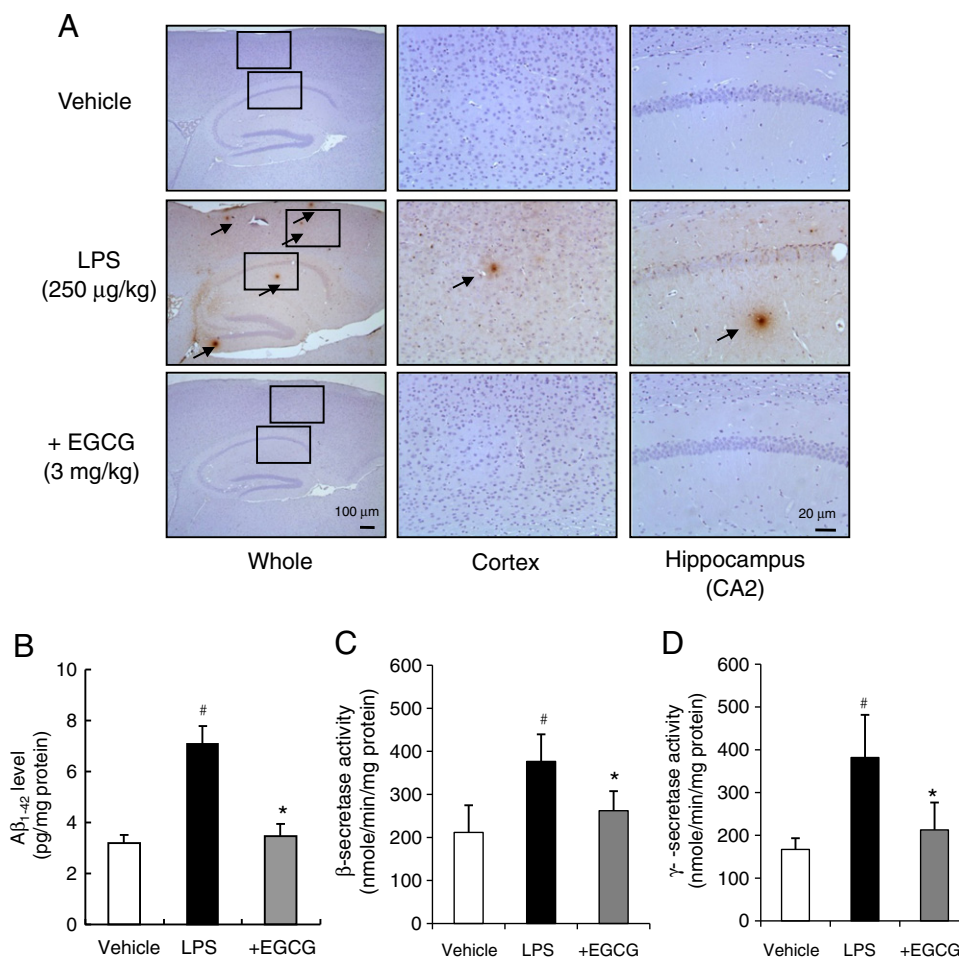 A
Vehicle
LPS
(250 μg/kg)
+ EGCG
(3 mg/kg)
100 μm
20 μm
Whole
Cortex
Hippocampus
(CA2)
B
Aβ1-42 level
(pg/mg protein)
10
8
6
4
2
0
#
*
Vehicle
LPS
+EGCG
C
β-secretase activity
(nmole/min/mg protein)
600
500
400
300
200
100
0
#
*
Vehicle
LPS
+EGCG
D
γ- -secretase activity
(nmole/min/mg protein)
600
500
400
300
200
100
0
#
*
Vehicle
LPS
+EGCG